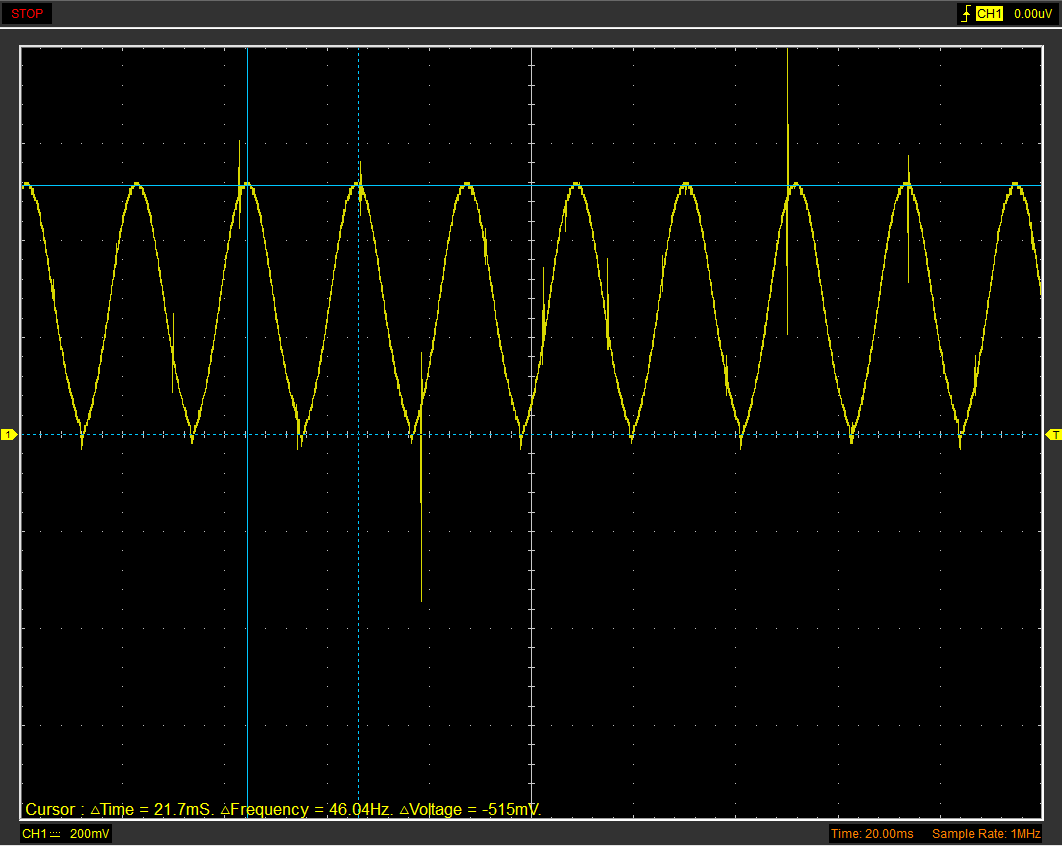 STOP
CH1 0.00uV
1
T
Cursor : △Time = 21.7mS. △Frequency = 46.04Hz. △Voltage = -515mV.
CH1 200mV
Time: 20.00ms Sample Rate: 1MHz